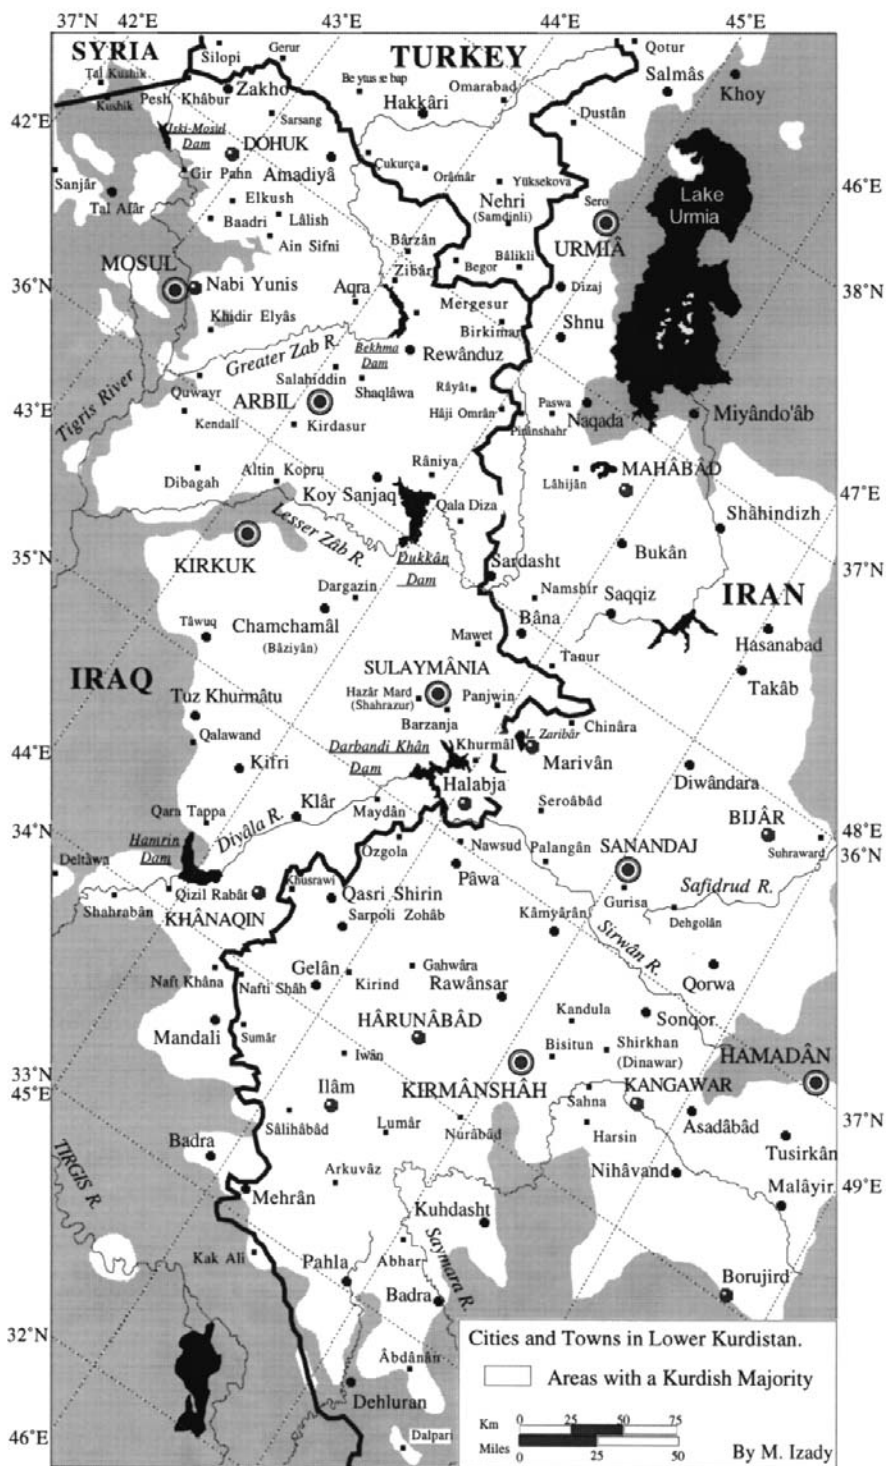 37°N 42°E 43°E 44°E 45°E
SYRIA
TURKEY
Silopi
Gerur
Qotur
Tal Kushik
Kushik
Pesh Khâbur
Zakho
Beytuşşebap
Omarabad
Hakkâri
Salmâs
Khoy
42°E
Iski-Mosul
Dam
Sarsang
DOHUK
Dustân
Gir Pahn
Amadiyâ
Çukurça
Orâmâr
Yüksekova
Nehri
(Samdinli)
Sero
Lake
Urmia
46°E
Sanjâr
Tal Afâr
Elkush
Baadri
Lâlish
Ain Sifni
Bârzân
Zibâr
Begor
Bâlikli
URMIÂ
MOSUL
Nabi Yunis
36°N
Aqra
Dizaj
38°N
Khidir Elyâs
Mergesur
Birkimar
Shnu
Greater Zab R.
Bekhma
Dam
Rewânduz
Salahiddin
Shaqlâwa
Tigris River
Quwayr
43°E
ARBIL
Râyât
Hâji Omrân
Paswa
Pirânshahr
Naqada
Miyândo'âb
Kendalî
Kirdasur
Dibagah
Altin Kopru
Râniya
Koy Sanjaq
Lâhijân
MAHÂBÂD
47°E
Qala Diza
Lesser Zâb R.
Shâhindizh
35°N
KIRKUK
Dukkân
Dam
Bukân
Sardasht
37°N
Dargazin
Namshir
Saqqiz
IRAN
Chamchamâl
(Bâziyân)
Tâwuq
Bâna
Hasanabad
Mawet
Tanur
Takâb
IRAQ
SULAYMÂNIA
Hazâr Mard
(Shahrazur)
Panjwin
Barzanja
Tuz Khurmâtu
Qalawand
44°E
Chinâra
L. Zaribâr
Khurmâl
Darbandi Khân
Dam
Marivân
Kifri
Halabja
Diwândara
Qara Tappa
34°N
Klâr
Maydân
Seroâbâd
BIJÂR
48°E
36°N
Hamrin
Dam
Diyâla R.
Deltâwa
Ozgola
Nawsud
Palangân
SANANDAJ
Suhraward
Pâwa
Shahrabân
Qizil Rabât
Khusrawi
Qasri Shirin
KHÂNAQIN
Sarpoli Zohâb
Gurisa
Safidrud R.
Dehgolân
Kâmyârân
Sirwân R.
Naft Khâna
Nafti Shâh
Gelân
Kirind
Gahwâra
Rawânsar
Qorwa
Mandali
Sumâr
HÂRUNÂBÂD
Kandula
Sonqor
Iwân
Bisitun
Shirkhan
(Dinawar)
HAMADÂN
33°N
45°E
KIRMÂNSHÂH
KANGAWAR
Ilâm
Sahna
Asadâbâd
37°N
Sâlihâbâd
Lumâr
Nurâbâd
Harsin
Tusirkân
TIRGIS R.
Badra
Nihâvand
Arkuvâz
Malâyir
49°E
Mehrân
Kuhdasht
Kak Ali
Pahla
Abhar
Saymara R.
Badra
Borujird
32°N
Âbdânân
Dehluran
46°E
Dalpari
Cities and Towns in Lower Kurdistan.
Areas with a Kurdish Majority
Km 0 25 50 75
Miles 0 25 50
By M. Izady